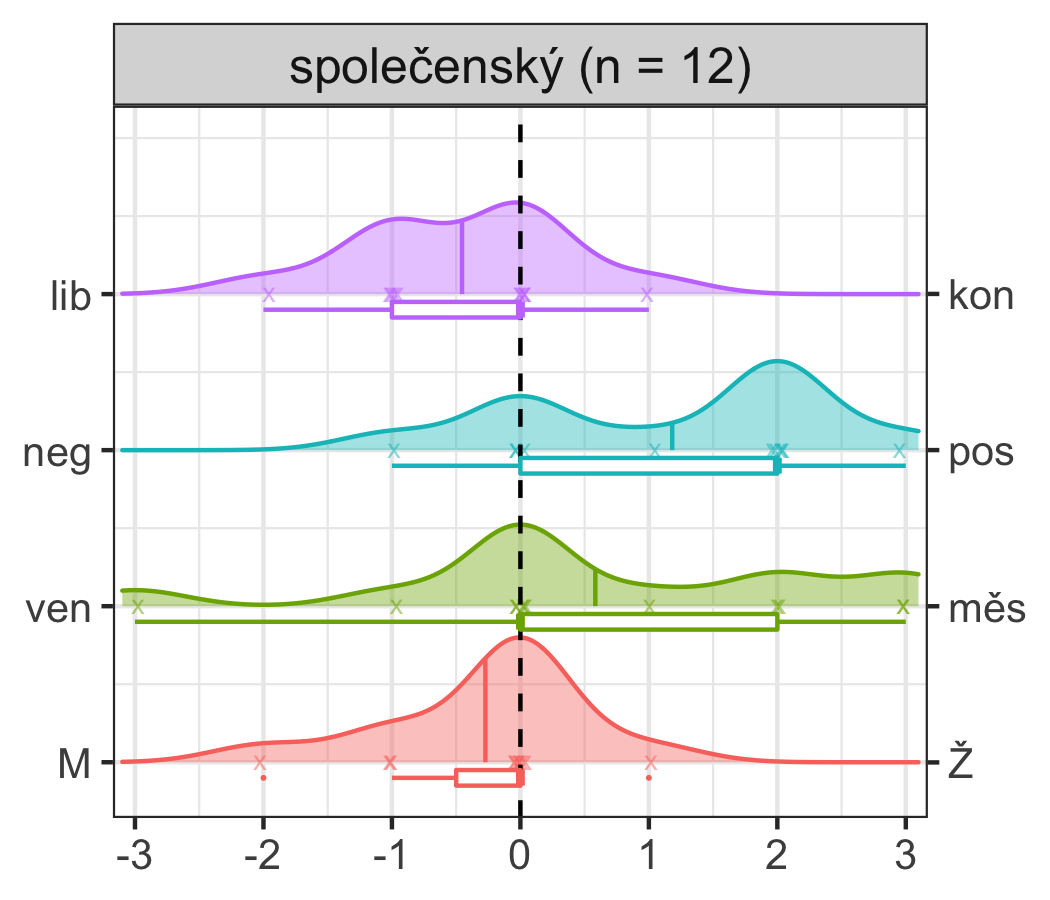 společenský (n = 12)
lib kon
neg pos
ven měs
M Ž
-3 -2 -1 0 1 2 3